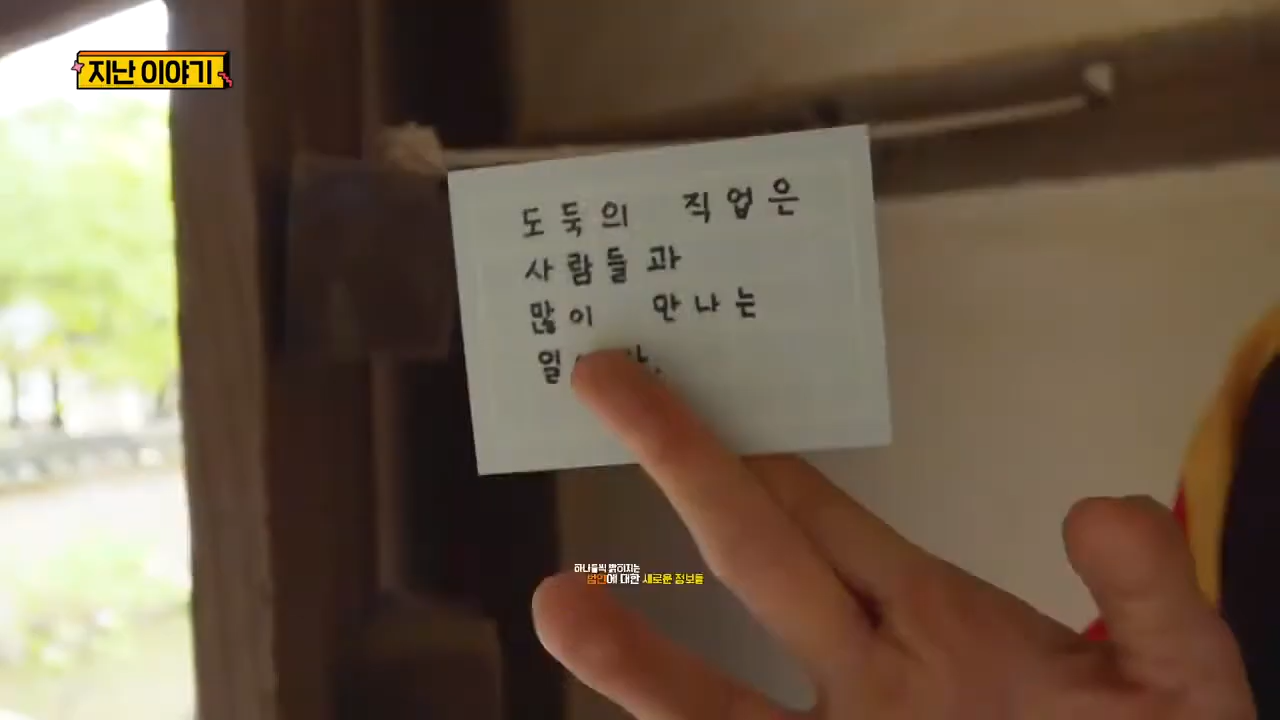 지난 이야기
도둑의 직업은
사람들과
많이 만나는
하나둘씩 밝혀지는
범인에 대한 새로운 정보들